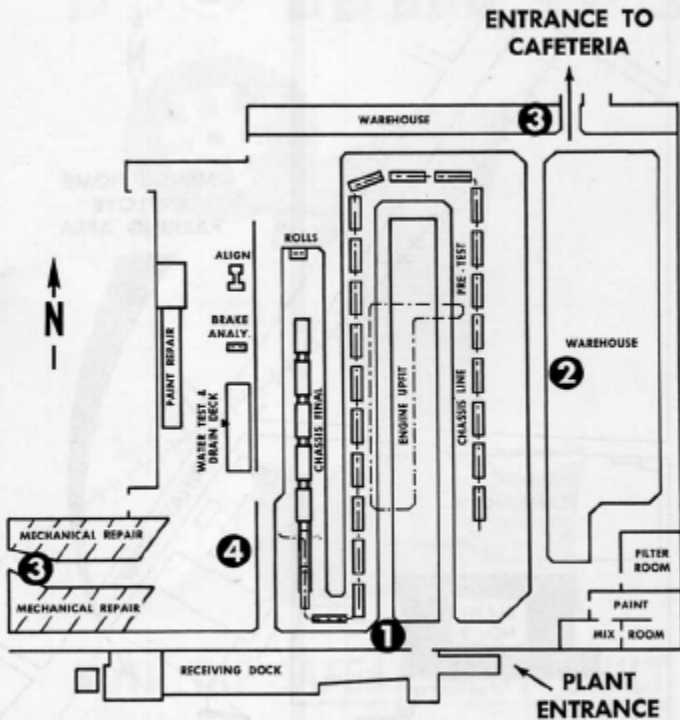 ENTRANCE TO
CAFETERIA
WAREHOUSE
3
ROLLS
ALIGN
N
BRAKE
ANALY.
PAINT REPAIR
WATER TEST &
DRAIN DECK
CHASSIS FINAL
ENGINE UPFIT
PRE-TEST
CHASSIS LINE
WAREHOUSE
2
MECHANICAL REPAIR
3
MECHANICAL REPAIR
4
FILTER
ROOM
PAINT
MIX ROOM
1
RECEIVING DOCK
PLANT
ENTRANCE